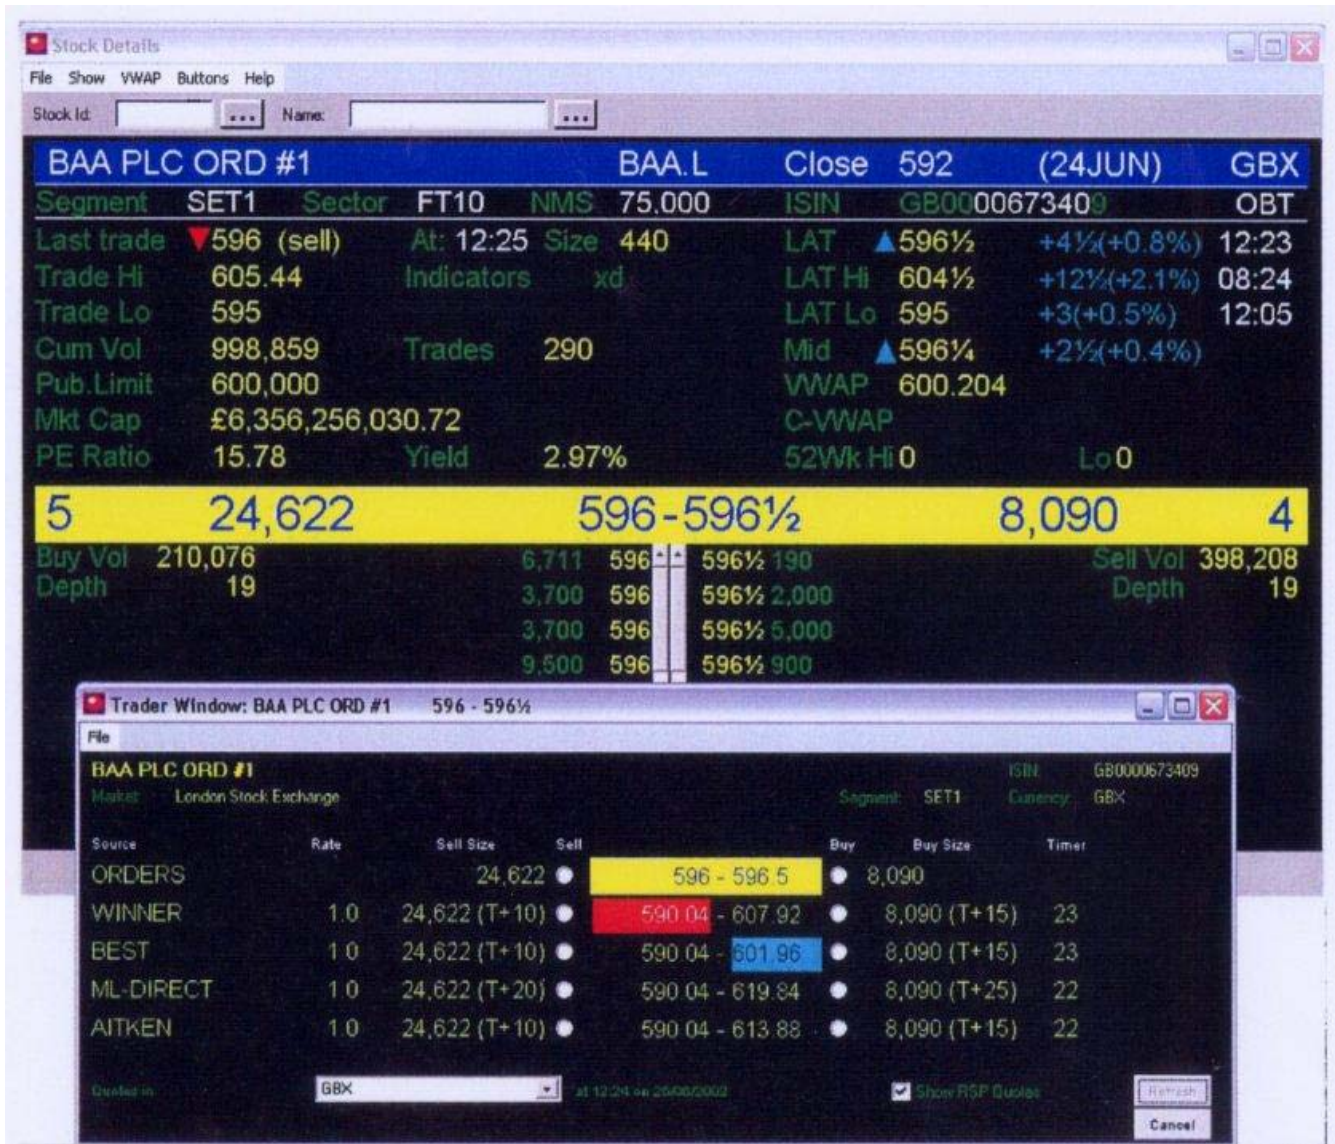 Stock Details
File Show VWAP Buttons Help
Stock Id: ... Name: ...
BAA PLC ORD #1 BAA.L Close 592 (24JUN) GBX
Segment SET1 Sector FT10 NMS 75,000 ISIN GB0000673409 OBT
Last trade ▼596 (sell) At: 12:25 Size 440 LAT ▲596½ +4½(+0.8%) 12:23
Trade Hi 605.44 Indicators xd LAT Hi 604½ +12½(+2.1%) 08:24
Trade Lo 595 LAT Lo 595 +3(+0.5%) 12:05
Cum Vol 998,859 Trades 290 Mid ▲596¼ +2½(+0.4%)
Pub.Limit 600,000 VWAP 600.204
Mkt Cap £6,356,256,030.72 C-VWAP
PE Ratio 15.78 Yield 2.97% 52Wk Hi 0 Lo 0
5 24,622 596-596½ 8,090 4
Buy Vol 210,076 6,711 596 596½ 190 Sell Vol 398,208
Depth 19 3,700 596 596½ 2,000 Depth 19
3,700 596 596½ 5,000
9,500 596 596½ 900
Trader Window: BAA PLC ORD #1 596 - 596½
File
BAA PLC ORD #1 ISIN: GB0000673409
Market: London Stock Exchange Segment: SET1 Currency: GBX
Source Rate Sell Size Sell Buy Buy Size Timer
ORDERS 24,622 596 - 596.5 8,090
WINNER 1.0 24,622 (T+10) 590.04 - 607.92 8,090 (T+15) 23
BEST 1.0 24,622 (T+10) 590.04 - 601.96 8,090 (T+15) 23
ML-DIRECT 1.0 24,622 (T+20) 590.04 - 619.84 8,090 (T+25) 22
AITKEN 1.0 24,622 (T+10) 590.04 - 613.88 8,090 (T+15) 22
Quotes in GBX at 12:24 on Show RSP Quotes Refresh
Cancel